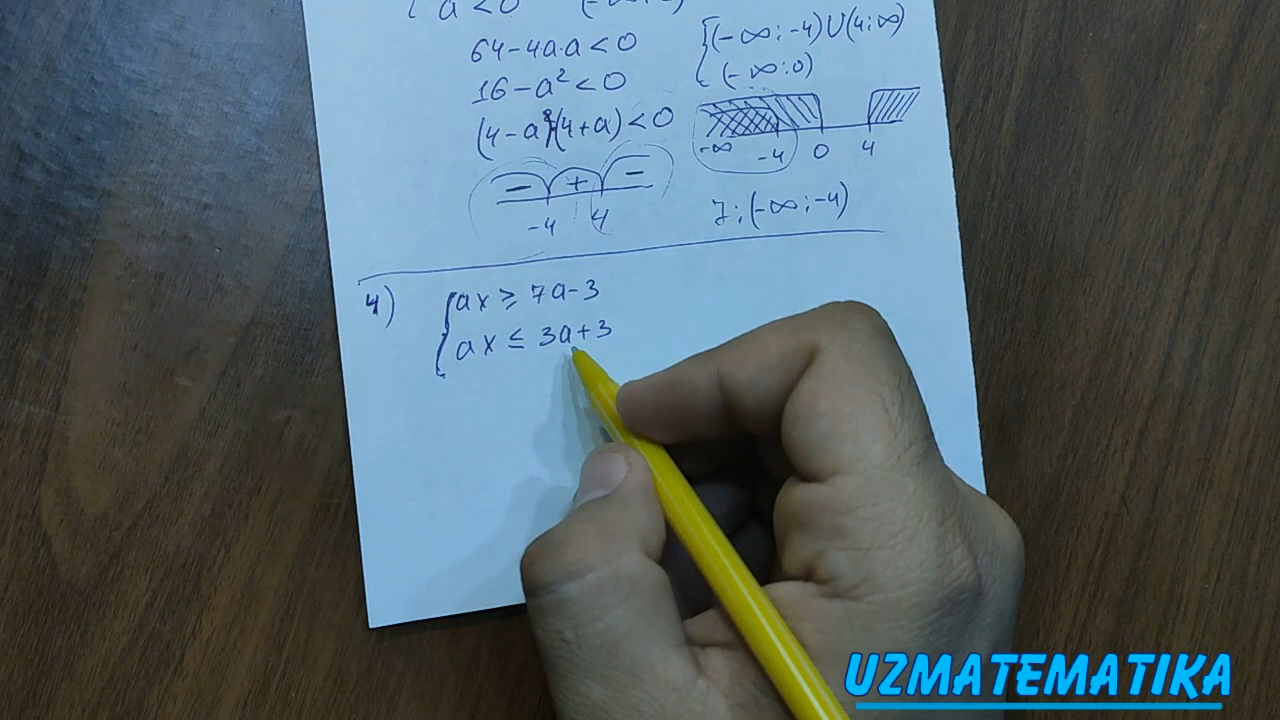 a < 0
64-4a·a < 0
16-a² < 0
(4-a)(4+a) < 0
- + -
-4 4
(-∞;-4)U(4;∞)
(-∞;0)
-∞ -4 0 4
J:(-∞;-4)
4) ax ≥ 7a-3
ax ≤ 3a+3
UZMATEMATIKA